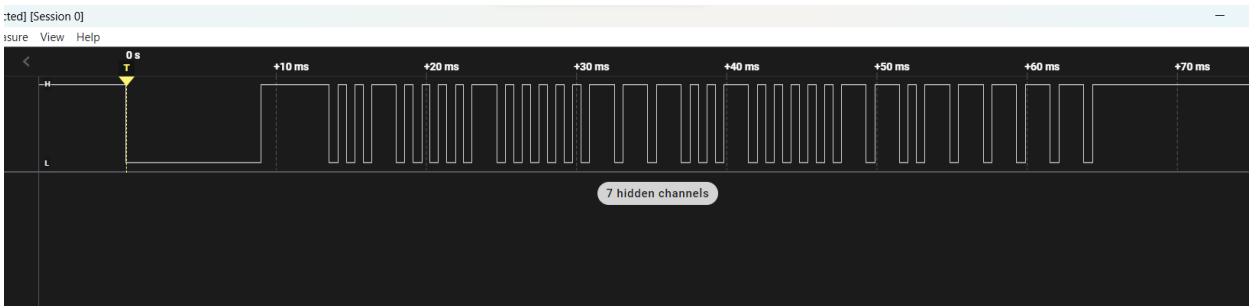 cted] [Session 0]
asure View Help
0 s
T
+10 ms +20 ms +30 ms +40 ms +50 ms +60 ms +70 ms
H
L
7 hidden channels